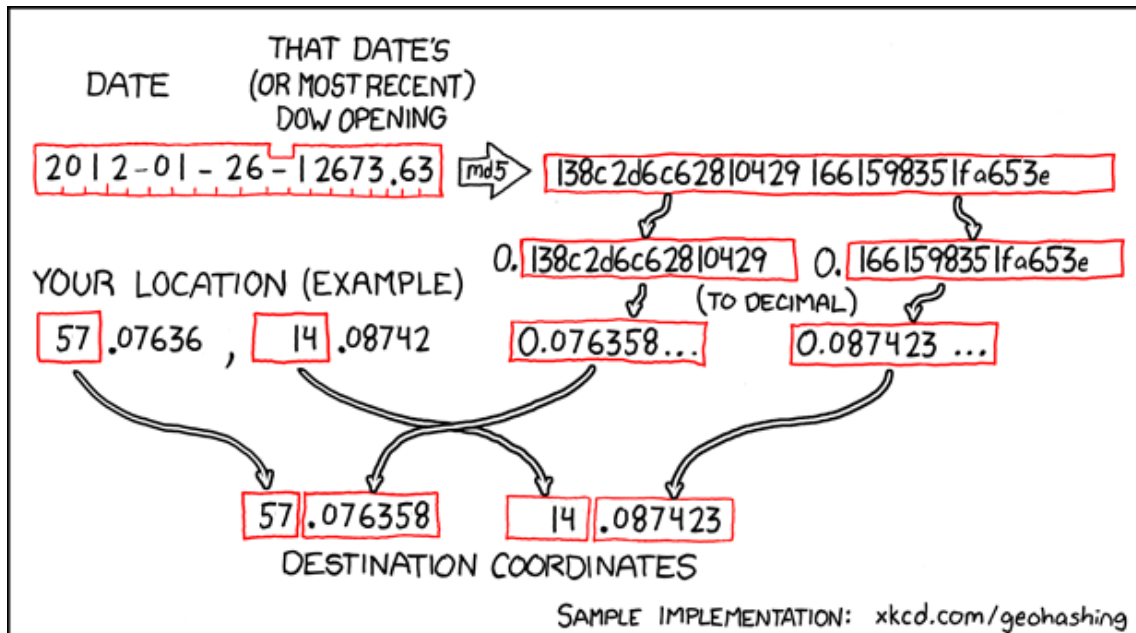 THAT DATE'S
DATE (OR MOST RECENT)
DOW OPENING
2012-01-26-12673.63 md5 138c2d6c62810429 1661598351fa653e
0. 138c2d6c62810429 0. 1661598351fa653e
YOUR LOCATION (EXAMPLE) (TO DECIMAL)
57 .07636 , 14 .08742 0.076358... 0.087423 ...
57 .076358 14 .087423
DESTINATION COORDINATES
SAMPLE IMPLEMENTATION: xkcd.com/geohashing